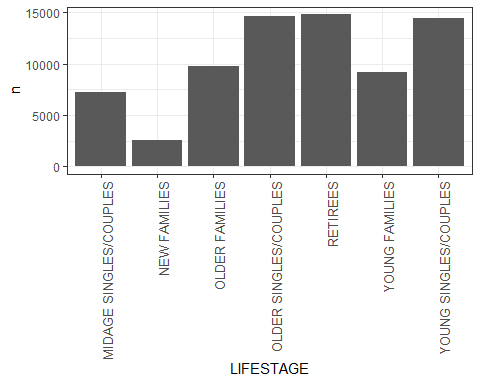 15000
10000
5000
0
n
MIDAGE SINGLES/COUPLES
NEW FAMILIES
OLDER FAMILIES
OLDER SINGLES/COUPLES
RETIREES
YOUNG FAMILIES
YOUNG SINGLES/COUPLES
LIFESTAGE